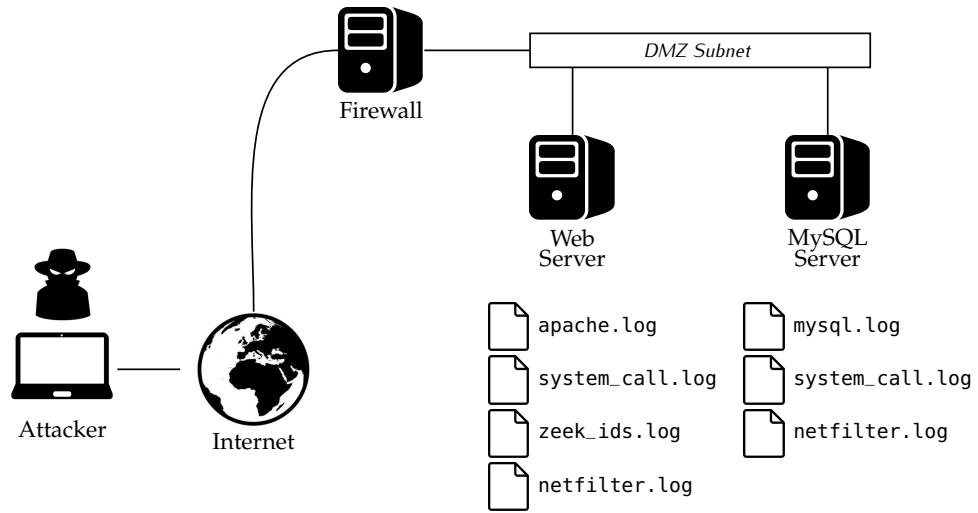 DMZ Subnet
Firewall
Web
Server
MySQL
Server
apache.log
mysql.log
system_call.log
system_call.log
zeek_ids.log
netfilter.log
netfilter.log
Attacker
Internet